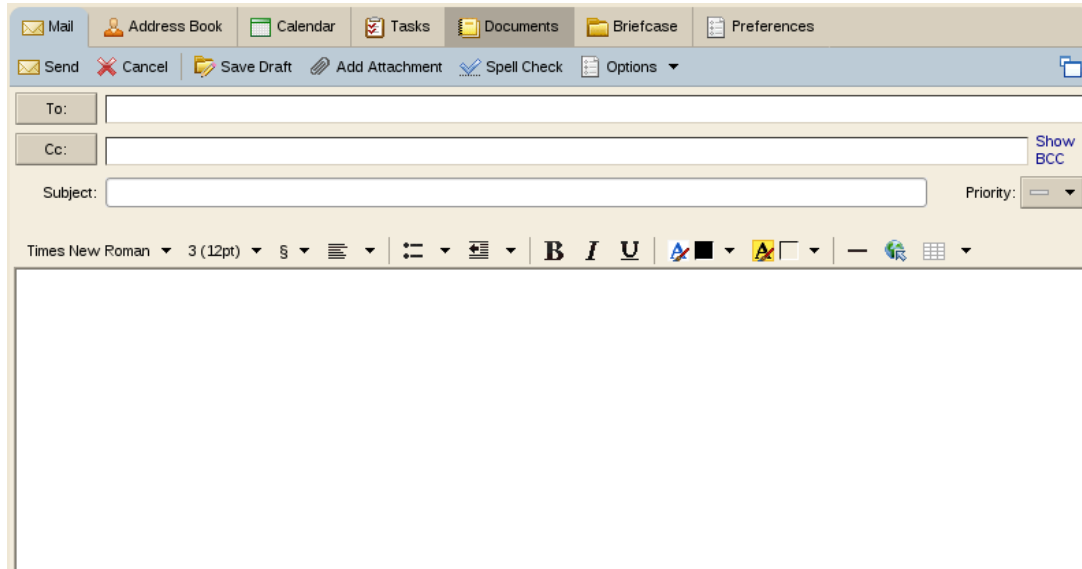 Mail Address Book Calendar Tasks Documents Briefcase Preferences
Send Cancel Save Draft Add Attachment Spell Check Options
To:
Cc: Show
BCC
Subject: Priority:
Times New Roman 3 (12pt) § B I U A A